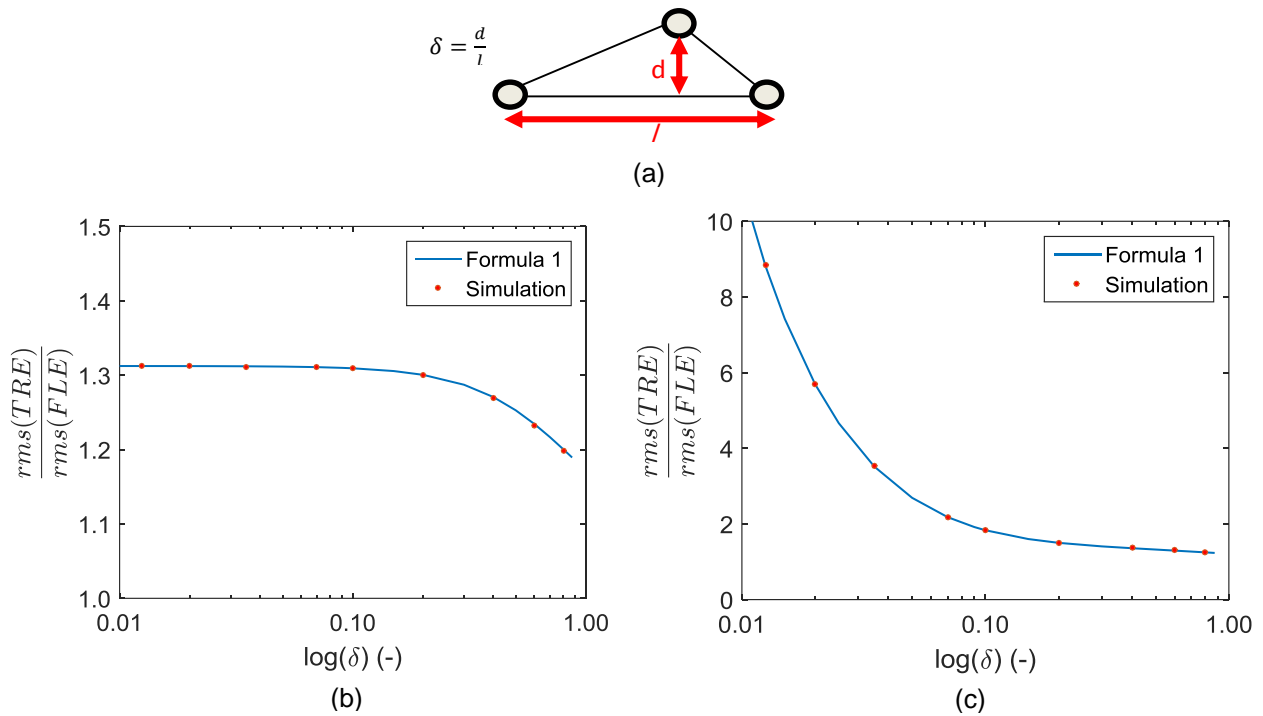 δ = d/l
d
l
(a)
1.5
1.4
1.3
1.2
1.1
1.0
rms(TRE)
rms(FLE)
Formula 1
Simulation
0.01
0.10
1.00
log(δ) (-)
(b)
10
8
6
4
2
0
rms(TRE)
rms(FLE)
Formula 1
Simulation
0.01
0.10
1.00
log(δ) (-)
(c)